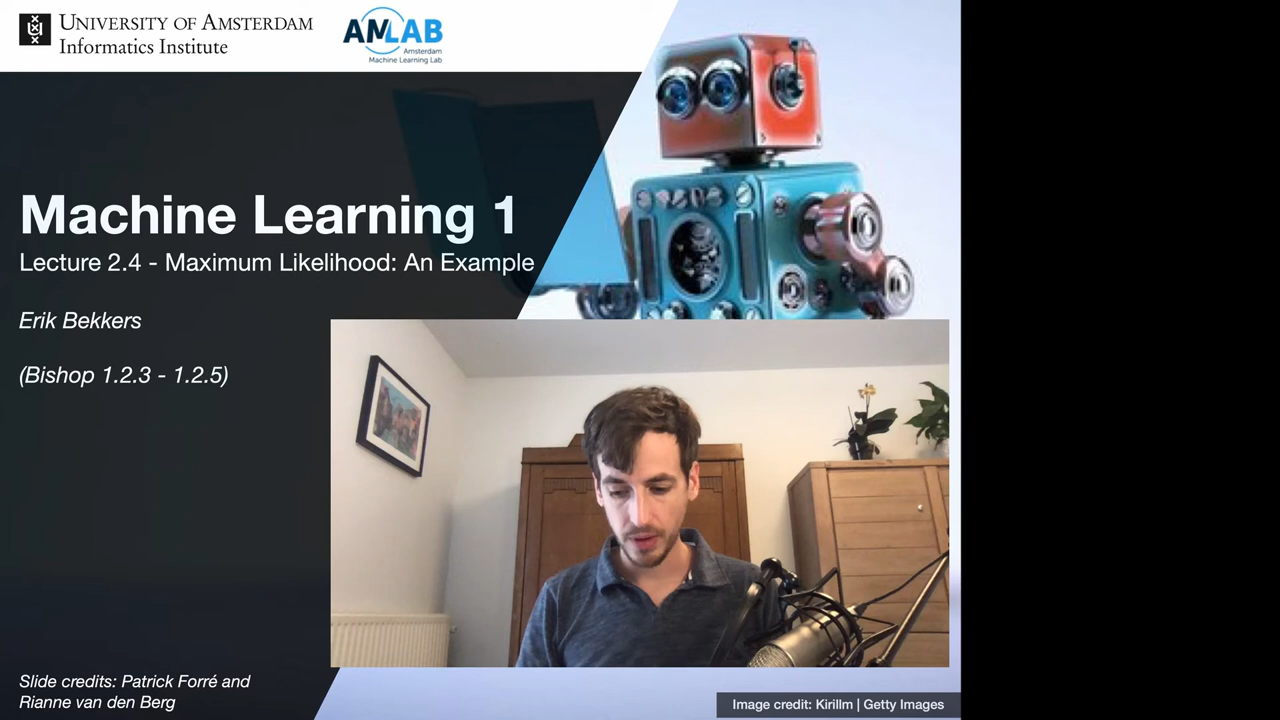 UNIVERSITY OF AMSTERDAM
Informatics Institute
AMLAB
Amsterdam
Machine Learning Lab
Machine Learning 1
Lecture 2.4 - Maximum Likelihood: An Example
Erik Bekkers
(Bishop 1.2.3 - 1.2.5)
Slide credits: Patrick Forré and
Rianne van den Berg
Image credit: Kirillm | Getty Images